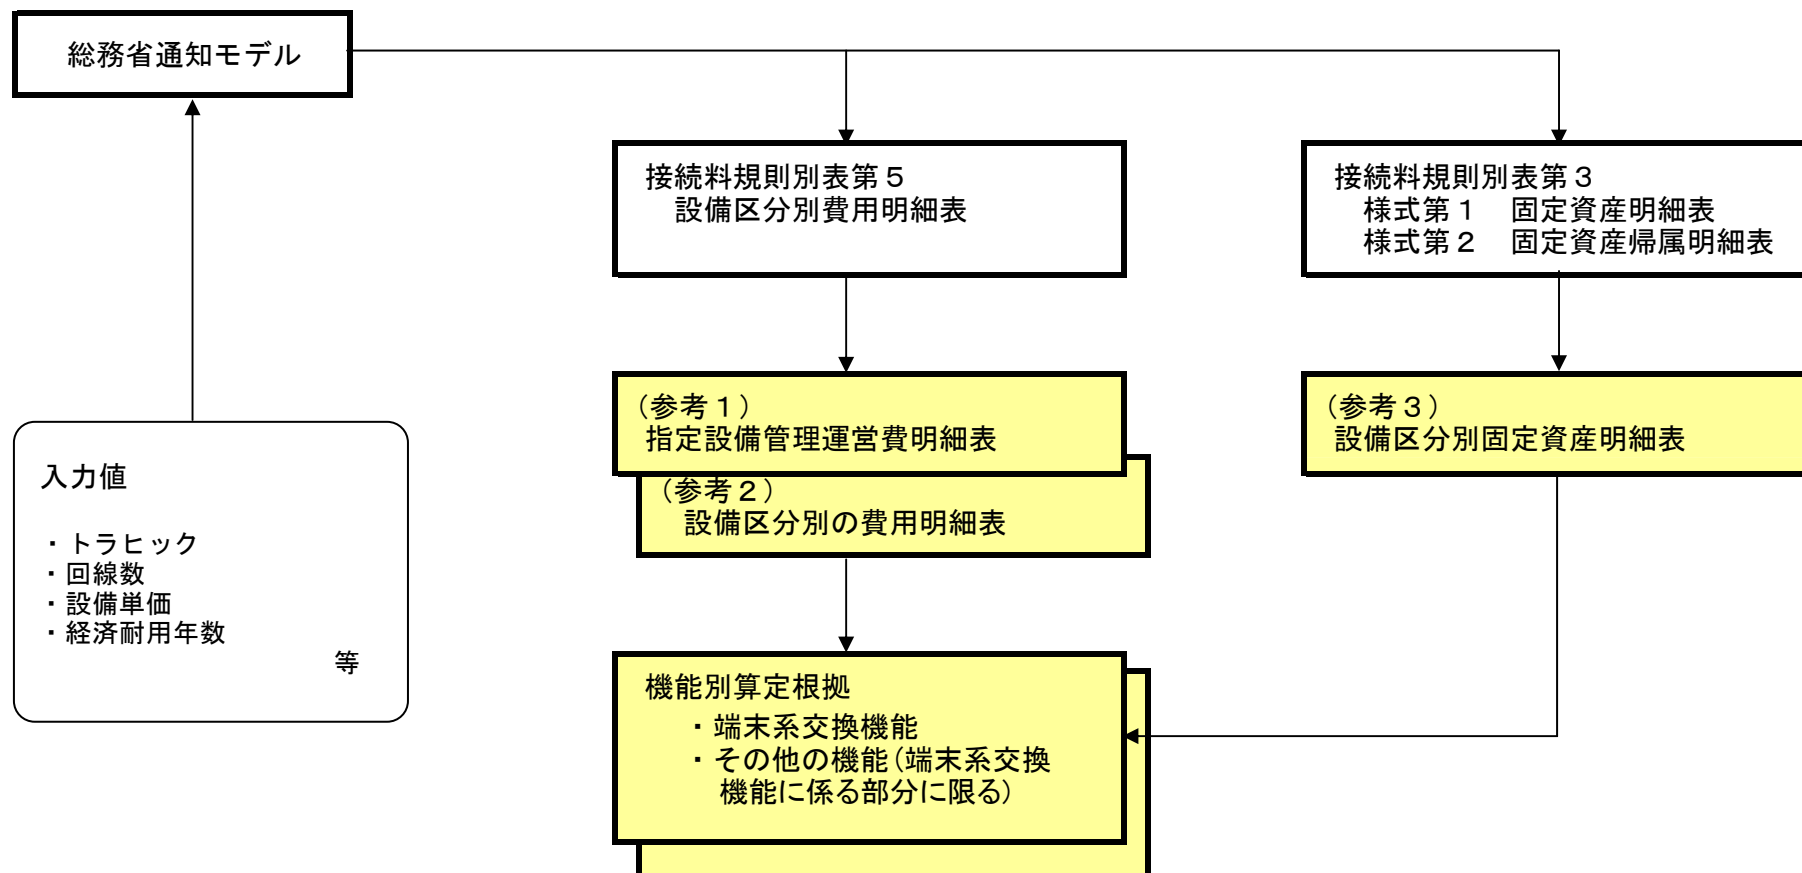 総務省通知モデル
接続料規則別表第５
設備区分別費用明細表
接続料規則別表第３
様式第１　固定資産明細表
様式第２　固定資産帰属明細表
（参考１）
指定設備管理運営費明細表
（参考２）
設備区分別の費用明細表
（参考３）
設備区分別固定資産明細表
入力値
・トラヒック
・回線数
・設備単価
・経済耐用年数
等
機能別算定根拠
・端末系交換機能
・その他の機能（端末系交換
機能に係る部分に限る）